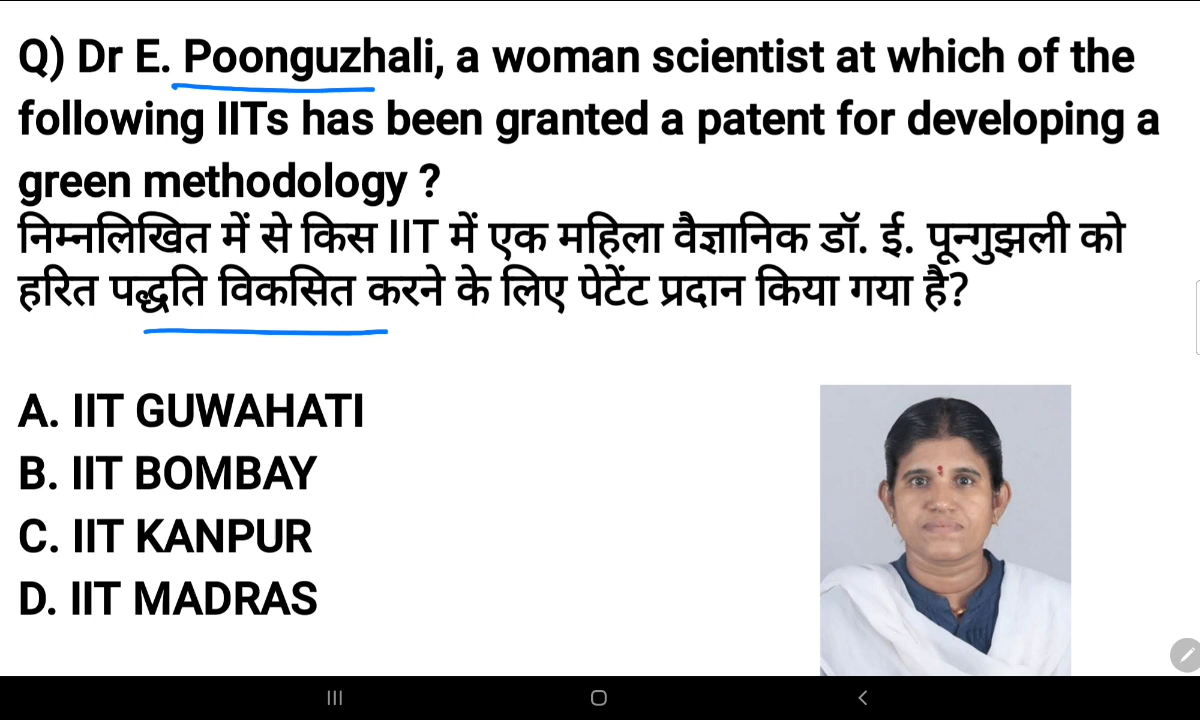 Q) Dr E. Poonguzhali, a woman scientist at which of the
following IITs has been granted a patent for developing a
green methodology ?
निम्नलिखित में से किस IIT में एक महिला वैज्ञानिक डॉ. ई. पून्गुझली को
हरित पद्धति विकसित करने के लिए पेटेंट प्रदान किया गया है?
A. IIT GUWAHATI
B. IIT BOMBAY
C. IIT KANPUR
D. IIT MADRAS